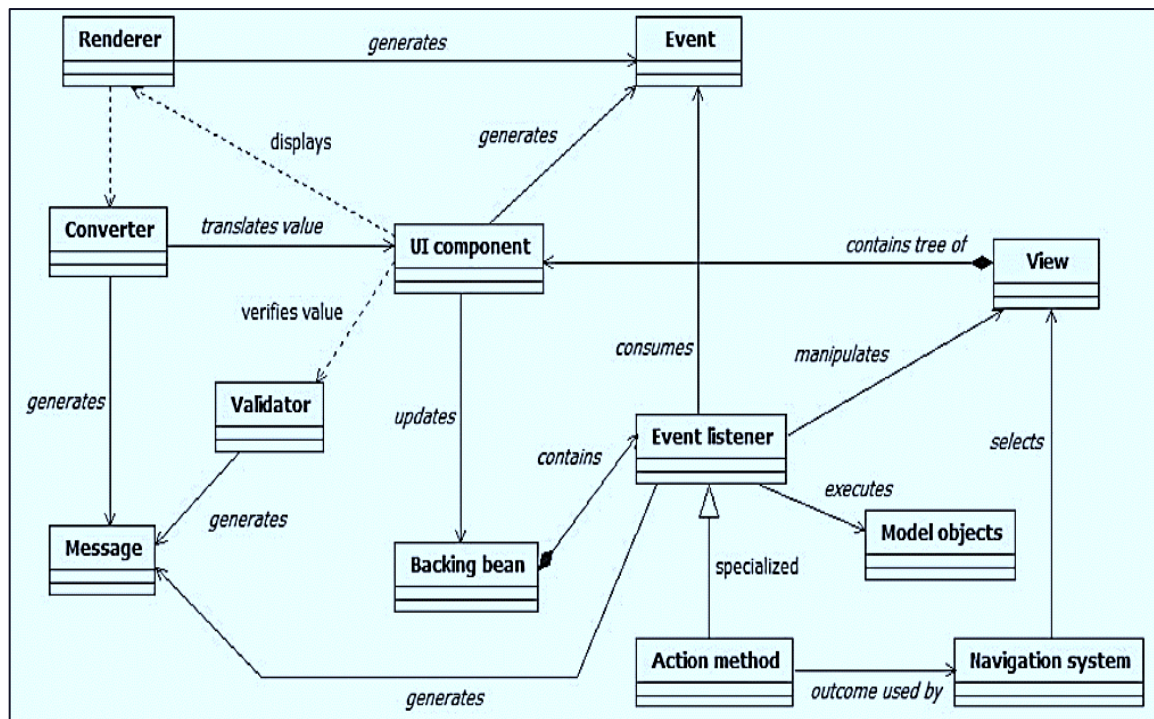 Renderer
generates
Event
displays
generates
Converter
translates value
UI component
contains tree of
View
verifies value
consumes
manipulates
generates
Validator
updates
Event listener
selects
contains
executes
generates
Message
Backing bean
Model objects
specialized
Action method
Navigation system
generates
outcome used by